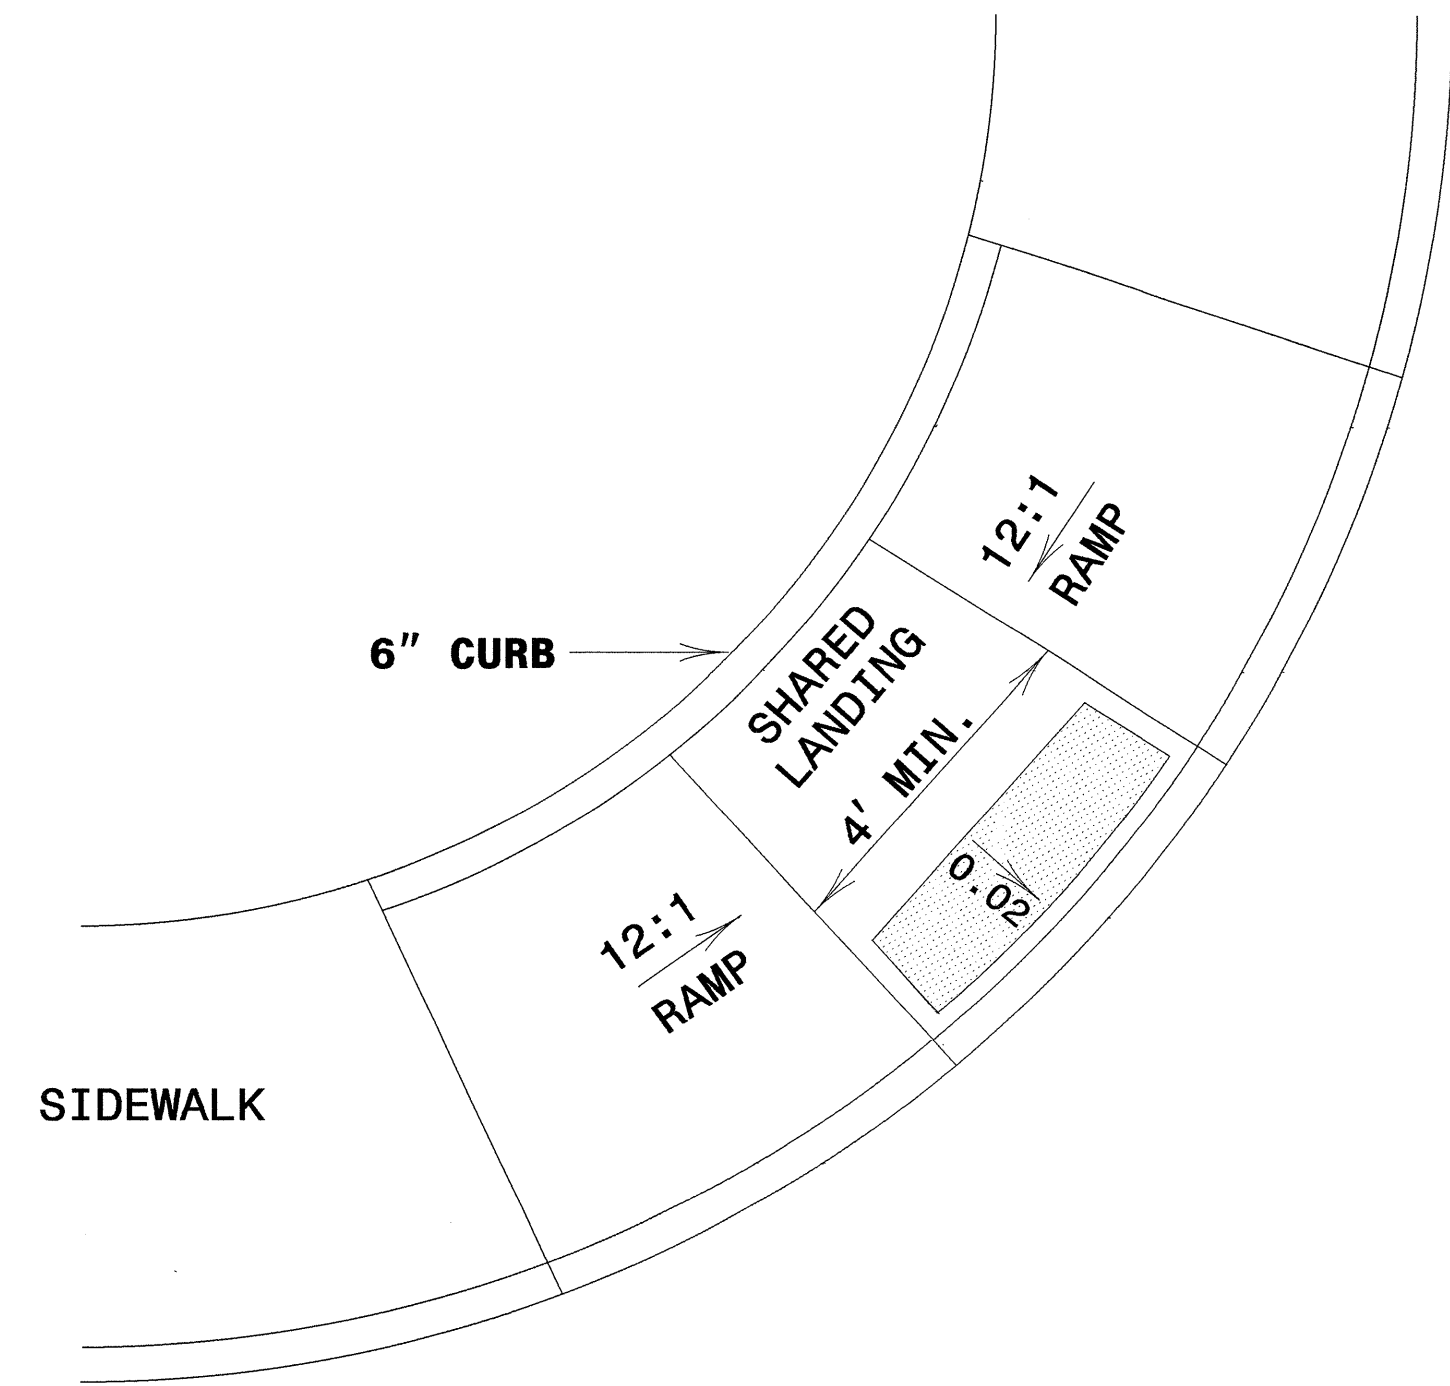 12:1
RAMP
6" CURB
SHARED
LANDING
4' MIN.
0.02
12:1
RAMP
SIDEWALK